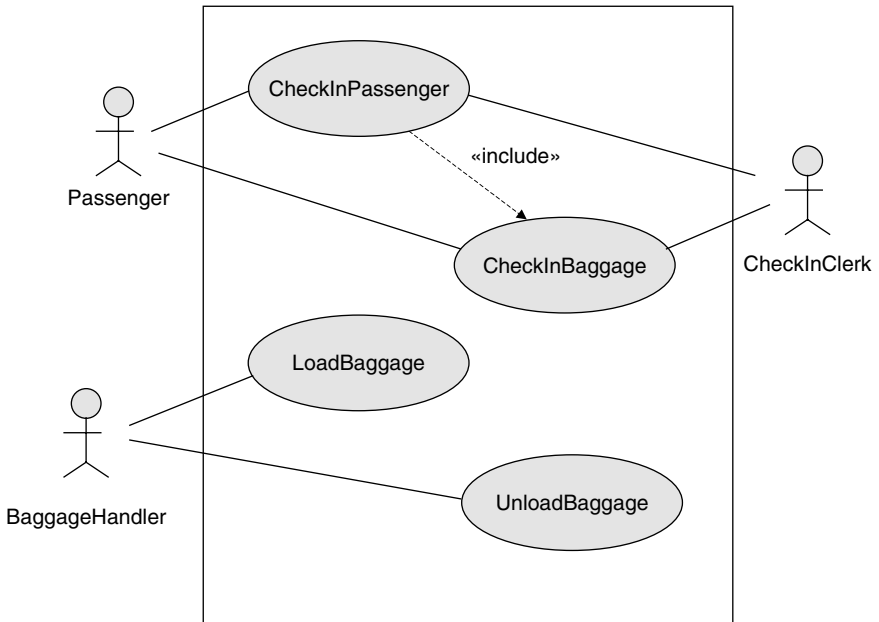 CheckInPassenger
«include»
Passenger
CheckInBaggage
CheckInClerk
LoadBaggage
UnloadBaggage
BaggageHandler